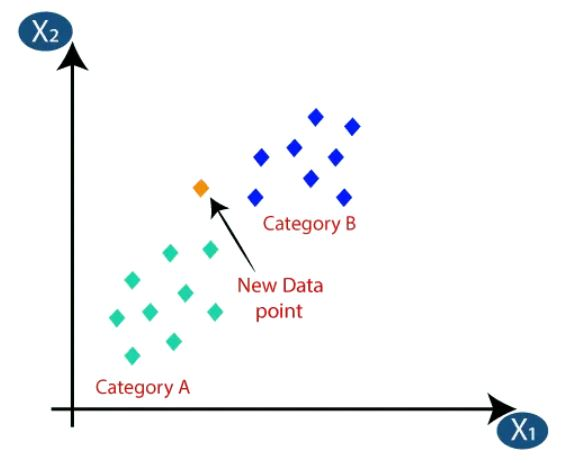 X₂
Category B
New Data
point
Category A
X₁